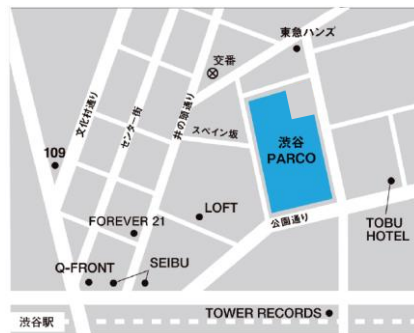 東急ハンズ
交番
文化村通り
センター街
井の頭通り
スペイン坂
渋谷
PARCO
109
LOFT
公園通り
FOREVER 21
TOBU
HOTEL
Q-FRONT
SEIBU
TOWER RECORDS
渋谷駅